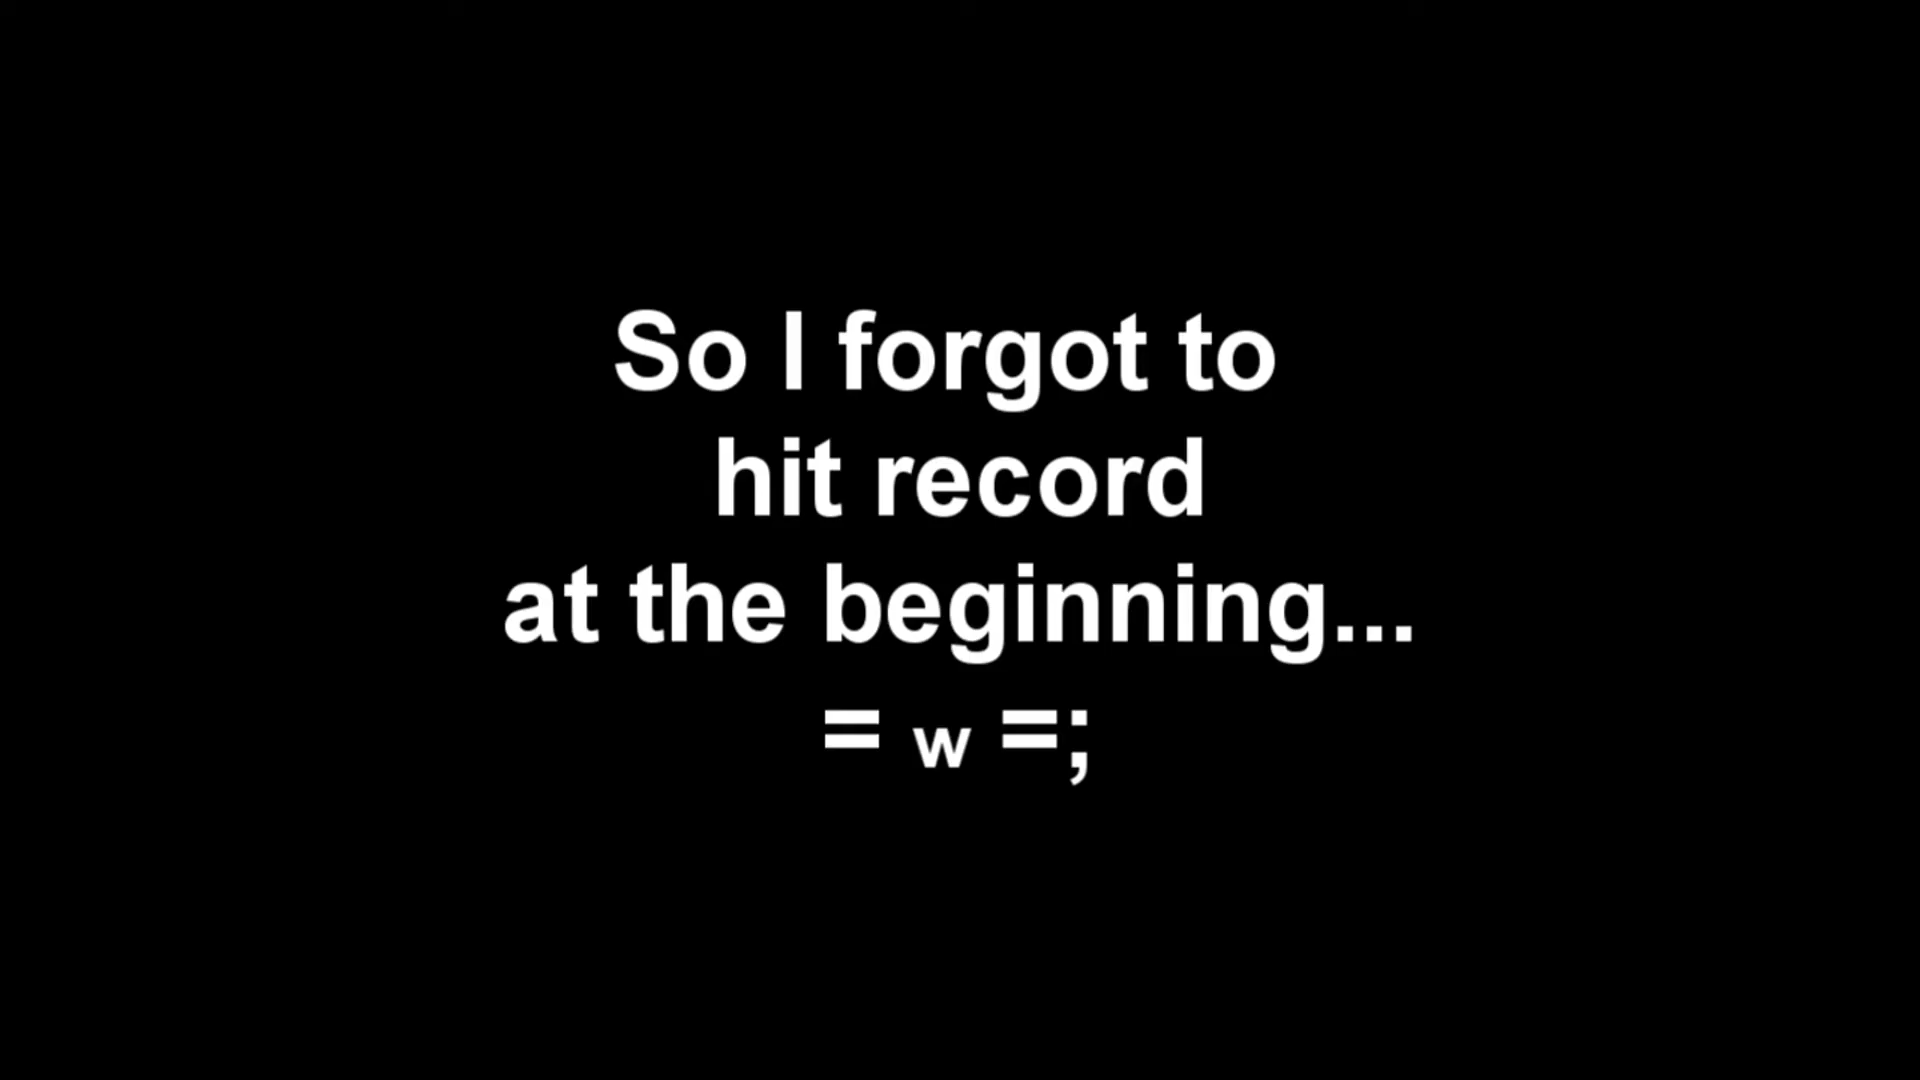 So I forgot to
hit record
at the beginning...
= w =;